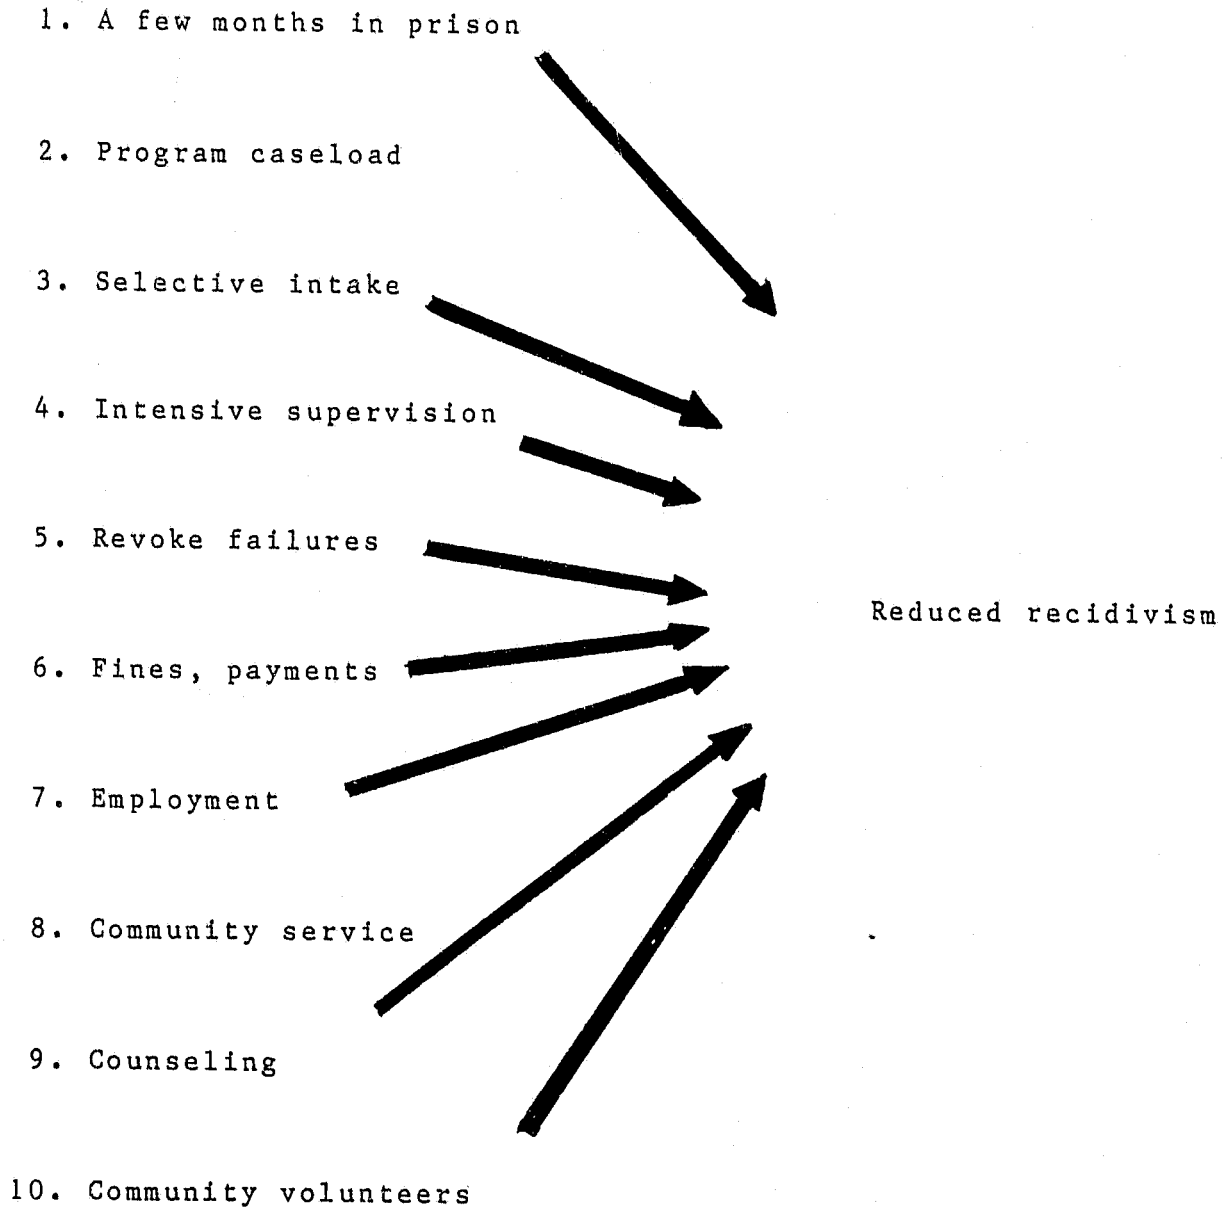 1. A few months in prison
2. Program caseload
3. Selective intake
4. Intensive supervision
5. Revoke failures
Reduced recidivism
6. Fines, payments
7. Employment
8. Community service
9. Counseling
10. Community volunteers